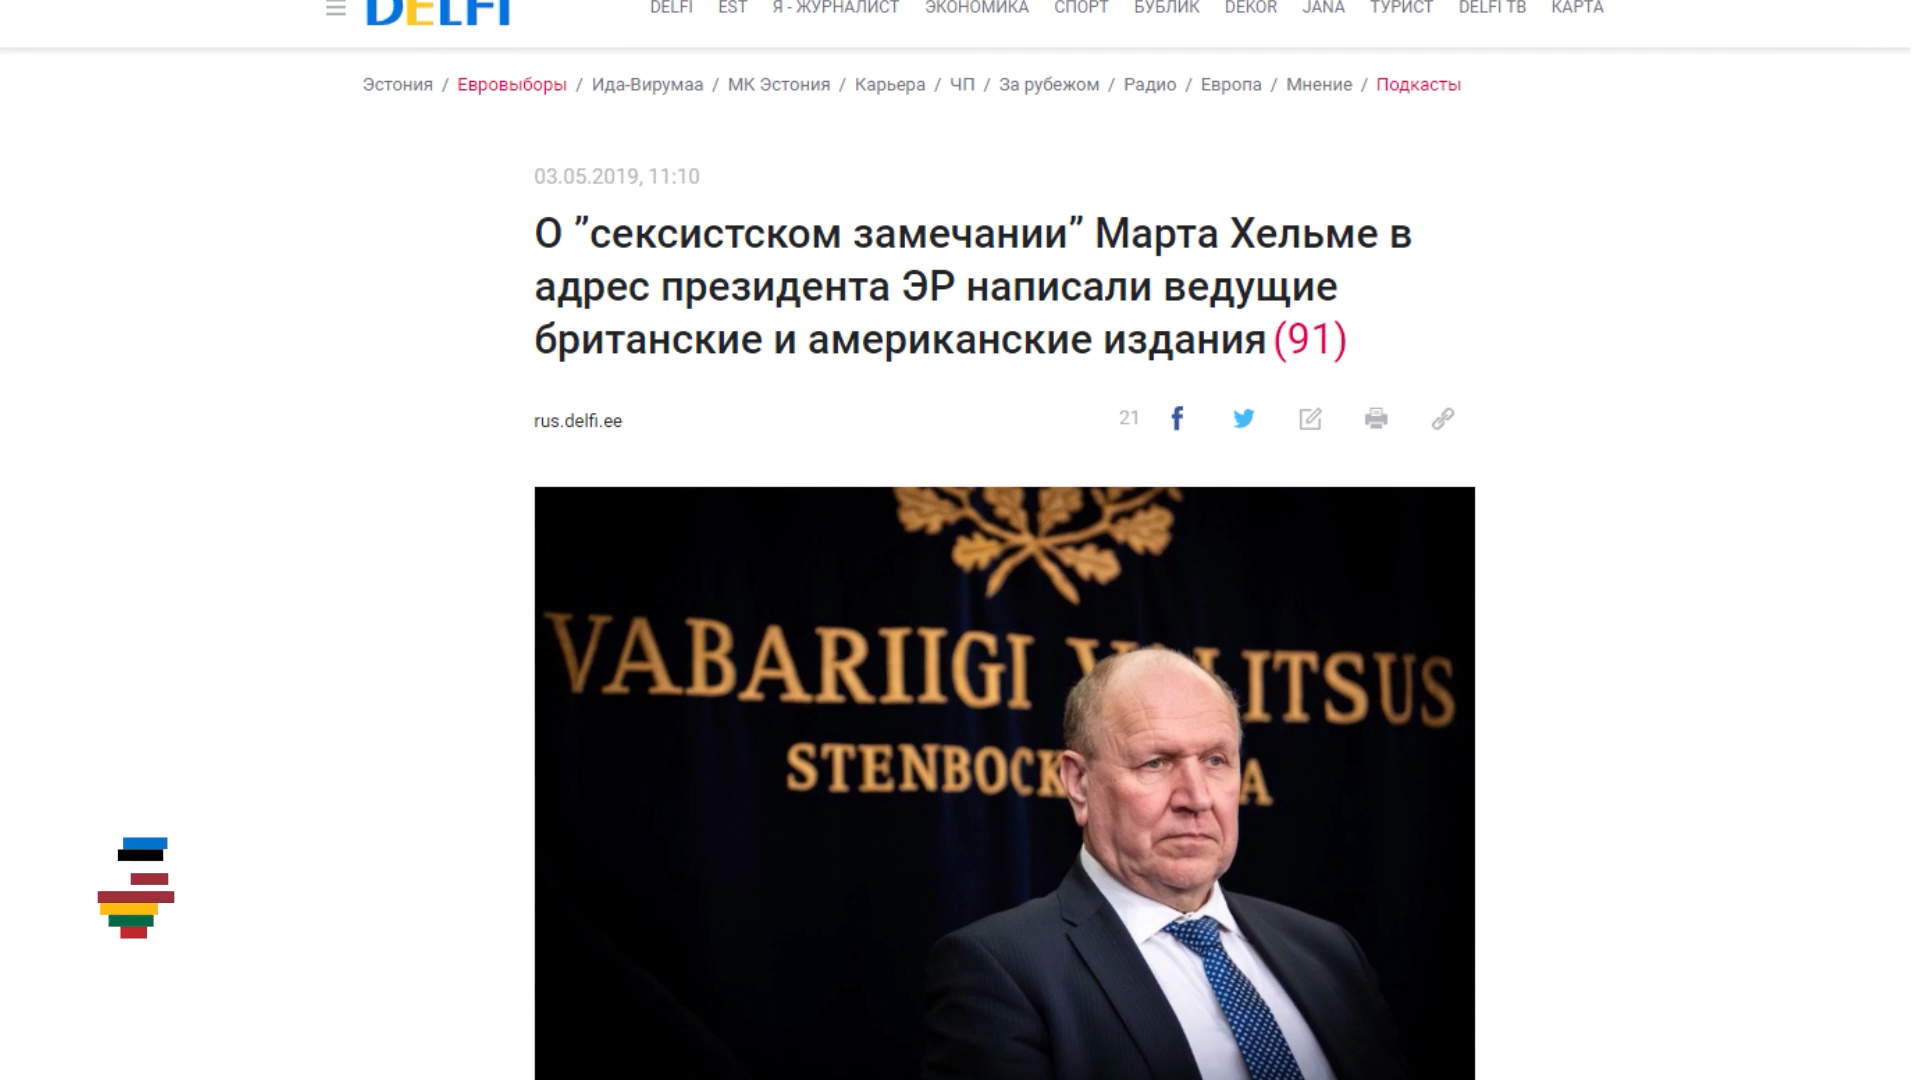 DELFI
DELFI EST Я - ЖУРНАЛИСТ ЭКОНОМИКА СПОРТ БУБЛИК DEKOR JANA ТУРИСТ DELFI ТВ КАРТА
Эстония / Евровыборы / Ида-Вирумаа / МК Эстония / Карьера / ЧП / За рубежом / Радио / Европа / Мнение / Подкасты
03.05.2019, 11:10
О ”сексистском замечании” Марта Хельме в
адрес президента ЭР написали ведущие
британские и американские издания (91)
rus.delfi.ee
21
VABARIIGI
STENBOCK